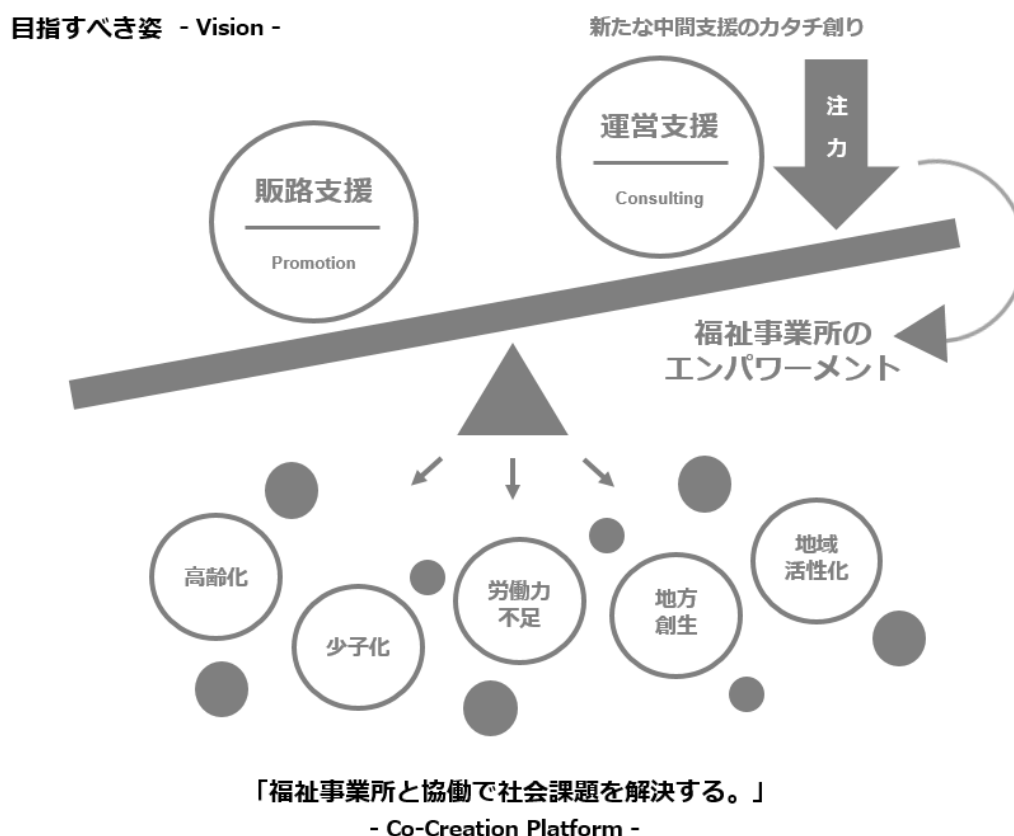 目指すべき姿 - Vision -
新たな中間支援のカタチ創り
注力
運営支援
Consulting
販路支援
Promotion
福祉事業所の
エンパワーメント
高齢化
少子化
労働力
不足
地方
創生
地域
活性化
「福祉事業所と協働で社会課題を解決する。」
- Co-Creation Platform -